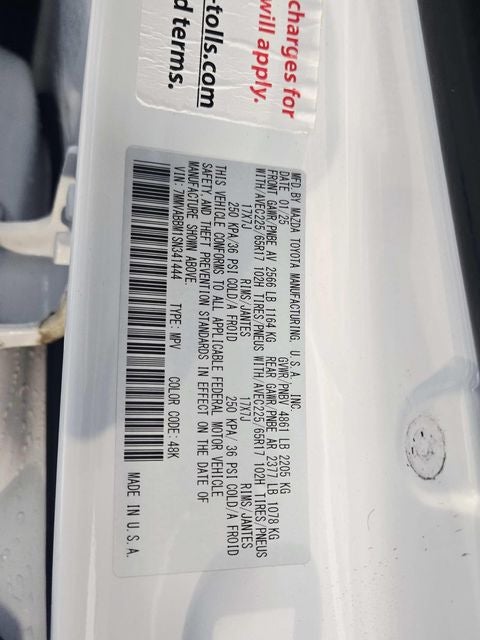 charges for
will apply.
-tolls.com
d terms.
MFD BY MAZDA TOYOTA MANUFACTURING, U.S.A., INC.
DATE 01/25 GVWR/PNBV 4861 LB 2205 KG
FRONT GAWR/PNBE AV 2566 LB 1164 KG REAR GAWR/PNBE AR 2377 LB 1078 KG
WITH/AVEC225/65R17 102H TIRES/PNEUS WITH/AVEC225/65R17 102H TIRES/PNEUS
17X7J RIMS/JANTES 17X7J RIMS/JANTES
250 KPA/36 PSI COLD/A FROID 250 KPA/ 36 PSI COLD/A FROID
THIS VEHICLE CONFORMS TO ALL APPLICABLE FEDERAL MOTOR VEHICLE
SAFETY, AND THEFT PREVENTION STANDARDS IN EFFECT ON THE DATE OF
MANUFACTURE SHOWN ABOVE.
VIN: 7MMVABBM1SN341444 TYPE: MPV COLOR CODE: 48K
MADE IN U.S.A.